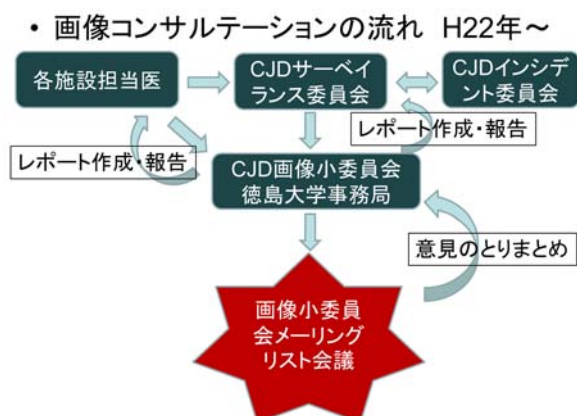 • 画像コンサルテーションの流れ H22年～
各施設担当医
CJDサーベイ
ランス委員会
CJDインシデ
ント委員会
レポート作成・報告
レポート作成・報告
CJD画像小委員会
徳島大学事務局
意見のとりまとめ
画像小委員
会メーリング
リスト会議